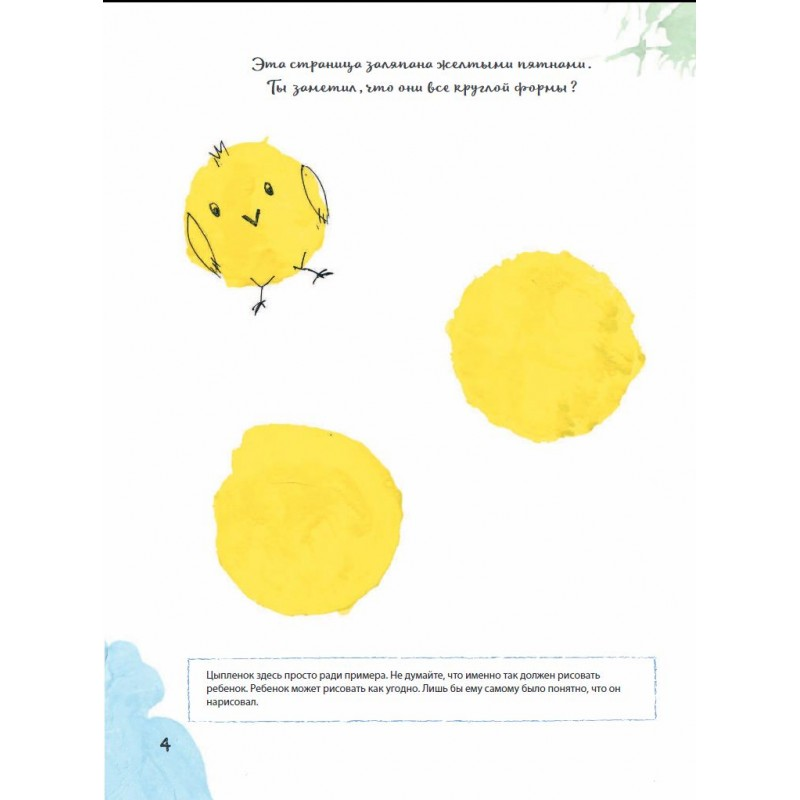 Эта страница заляпана желтыми пятнами.
Ты заметил, что они все круглой формы?
Цыпленок здесь просто ради примера. Не думайте, что именно так должен рисовать
ребенок. Ребенок может рисовать как угодно. Лишь бы ему самому было понятно, что он
нарисовал.
4